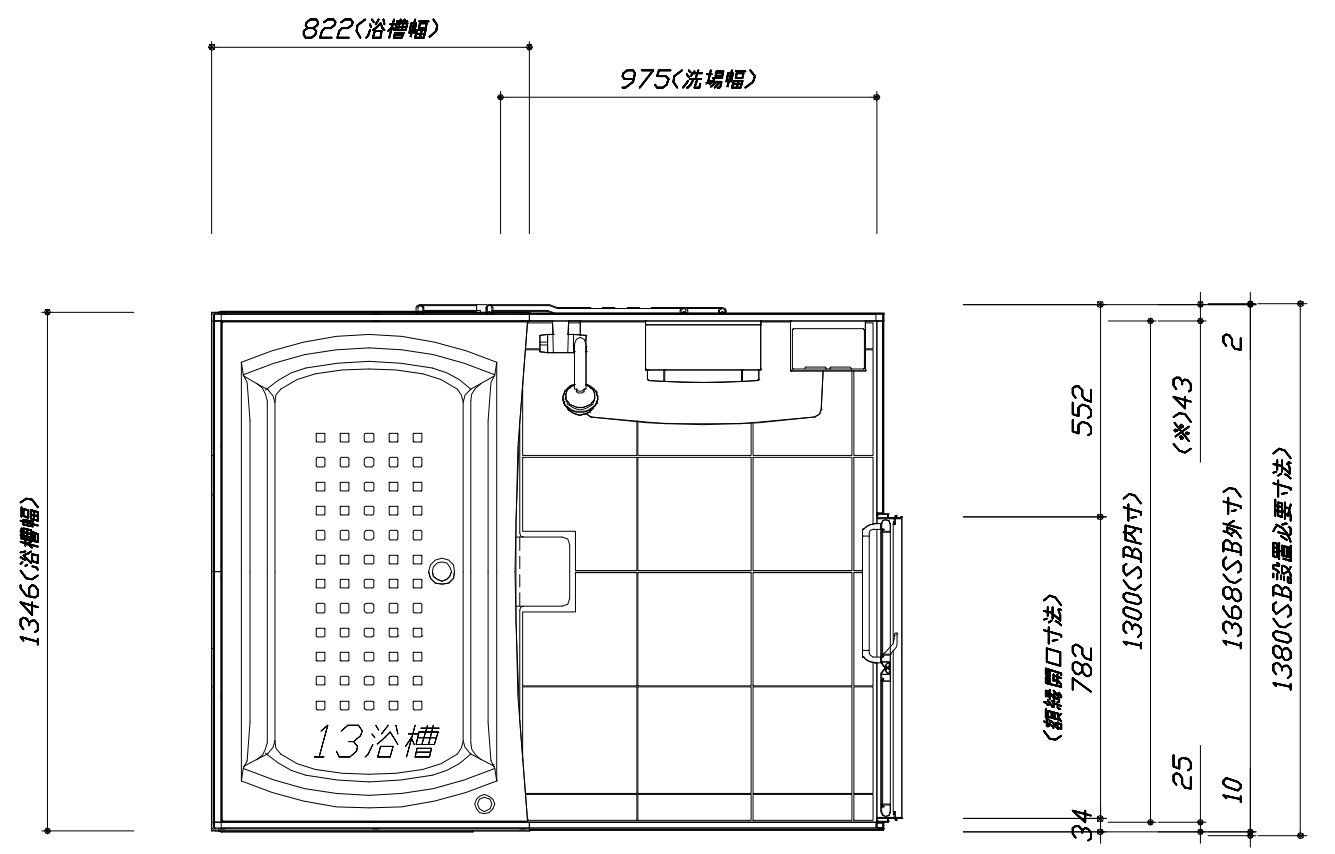 822(浴槽幅)
975(洗場幅)
1346(浴槽幅)
13浴槽
552
782
(額縁開口寸法)
34
1300(SB内寸)
(※)43
25
2
1368(SB外寸)
10
1380(SB設置必要寸法)